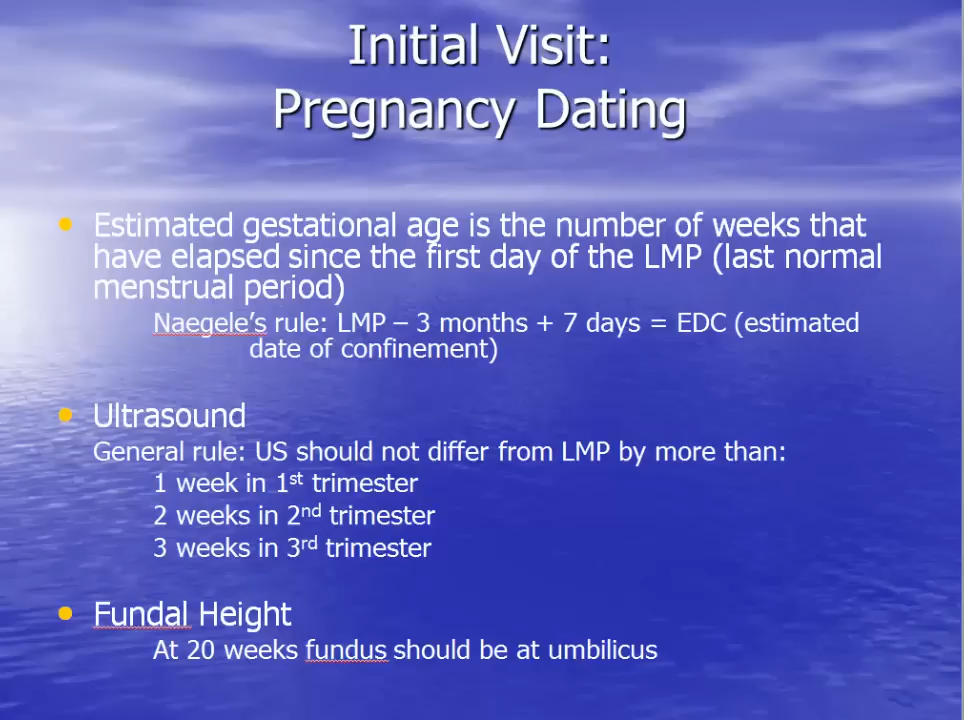 Initial Visit:
Pregnancy Dating
• Estimated gestational age is the number of weeks that
have elapsed since the first day of the LMP (last normal
menstrual period)
Naegele's rule: LMP – 3 months + 7 days = EDC (estimated
date of confinement)
• Ultrasound
General rule: US should not differ from LMP by more than:
1 week in 1st trimester
2 weeks in 2nd trimester
3 weeks in 3rd trimester
• Fundal Height
At 20 weeks fundus should be at umbilicus